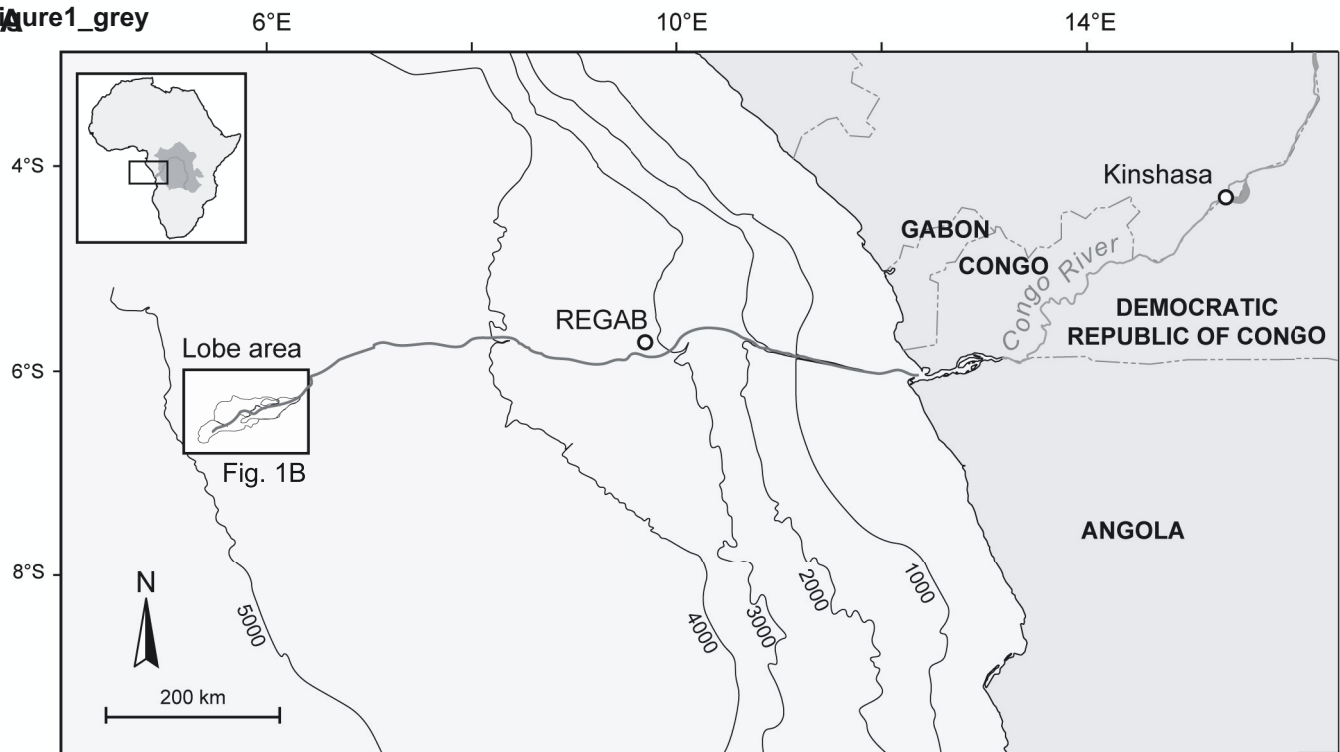 Figure1_grey
A
6°E
10°E
14°E
4°S
6°S
8°S
Kinshasa
GABON
CONGO
Congo River
DEMOCRATIC
REPUBLIC OF CONGO
REGAB
Lobe area
Fig. 1B
ANGOLA
N
200 km
5000
4000
3000
2000
1000